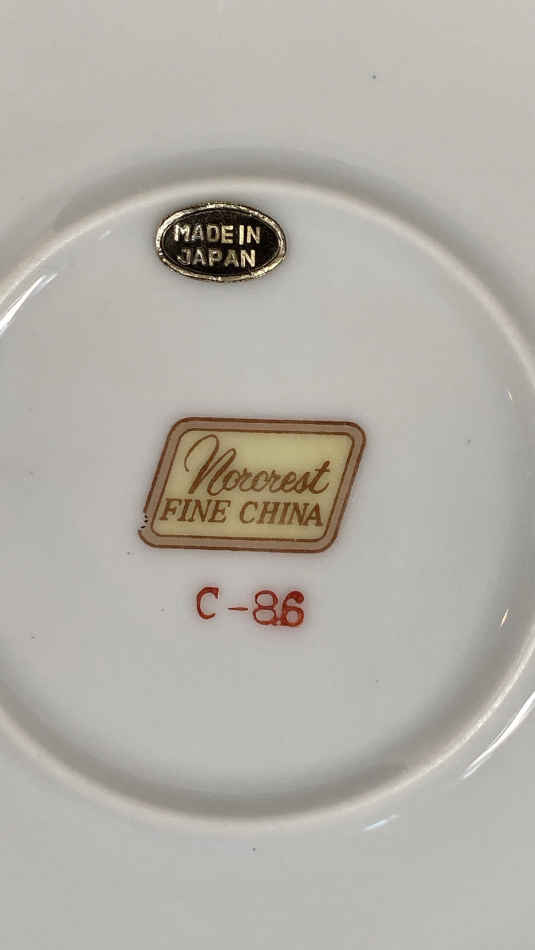 MADE IN
JAPAN
Norcrest
FINE CHINA
C-86